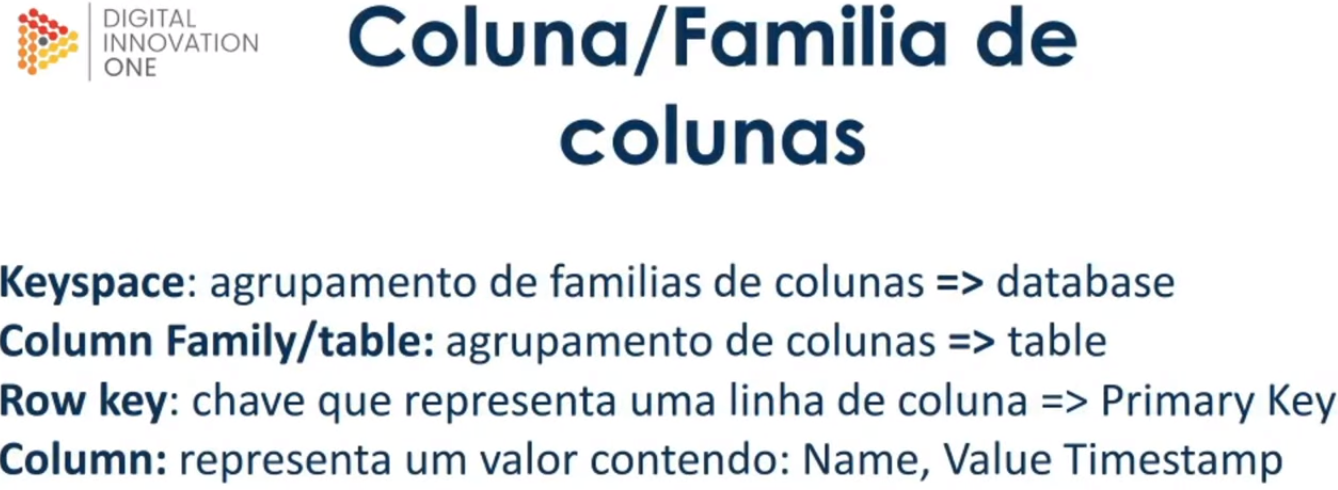 DIGITAL
INNOVATION
ONE
Coluna/Familia de
colunas
Keyspace: agrupamento de familias de colunas => database
Column Family/table: agrupamento de colunas => table
Row key: chave que representa uma linha de coluna => Primary Key
Column: representa um valor contendo: Name, Value Timestamp